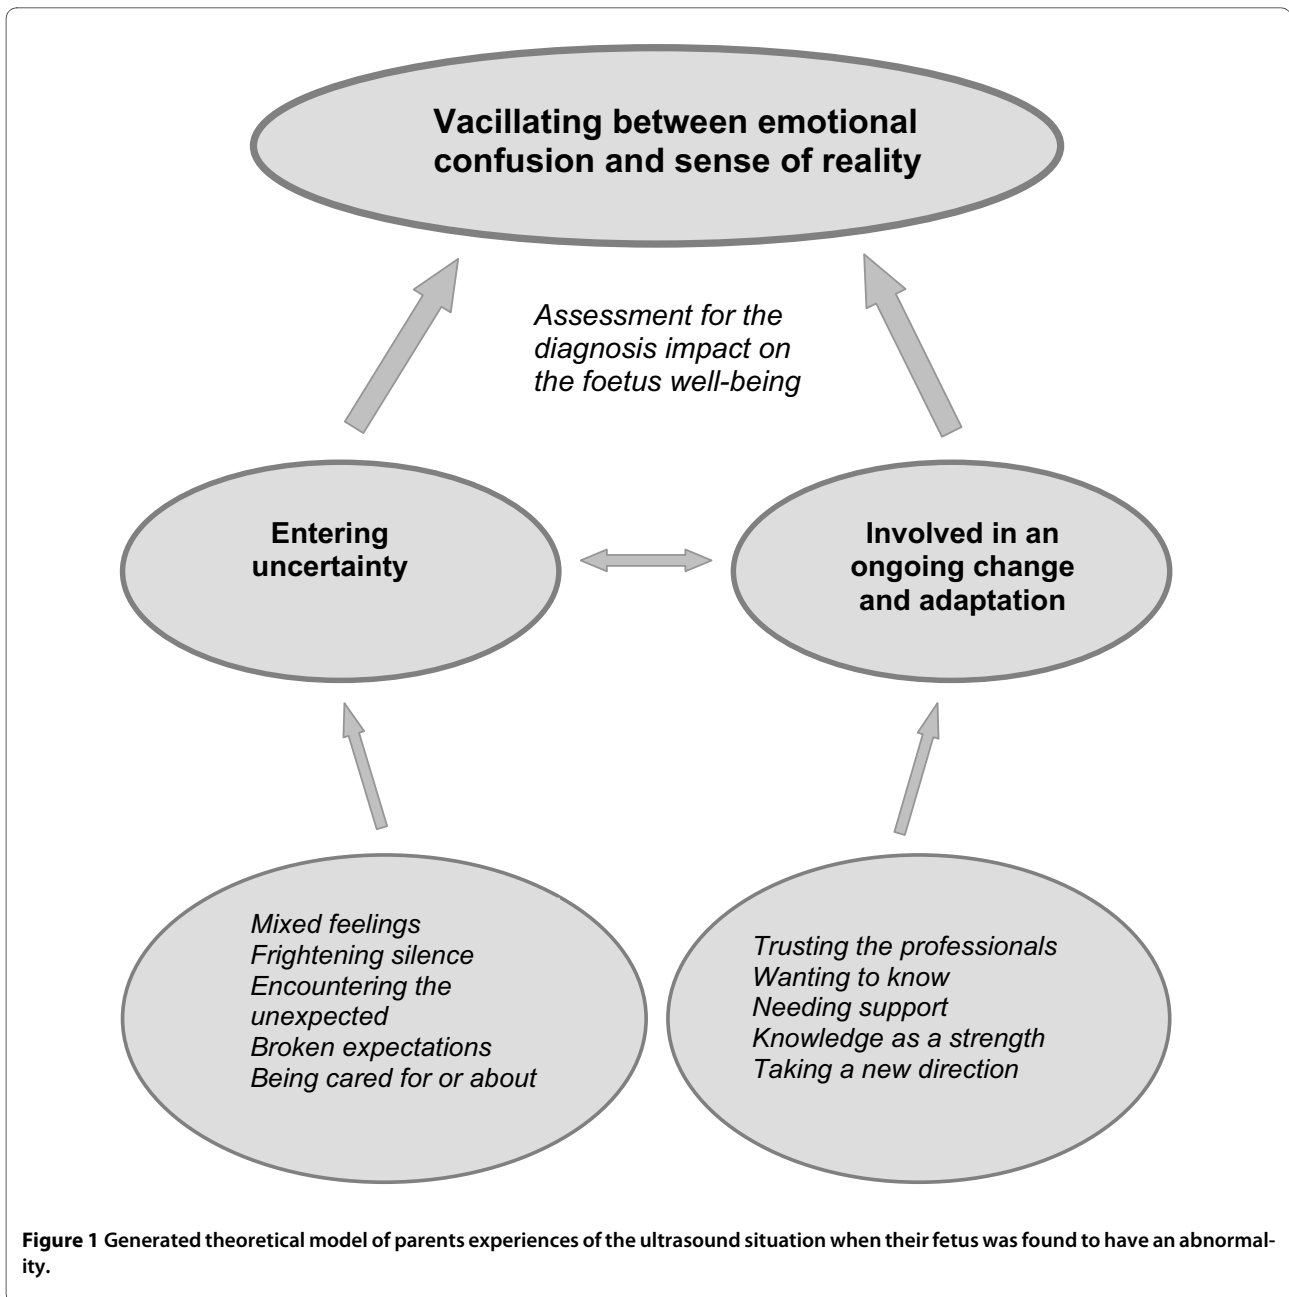 Vacillating between emotional
confusion and sense of reality
Assessment for the
diagnosis impact on
the foetus well-being
Entering
uncertainty
Involved in an
ongoing change
and adaptation
Mixed feelings
Frightening silence
Encountering the
unexpected
Broken expectations
Being cared for or about
Trusting the professionals
Wanting to know
Needing support
Knowledge as a strength
Taking a new direction
Figure 1 Generated theoretical model of parents experiences of the ultrasound situation when their fetus was found to have an abnormal-
ity.